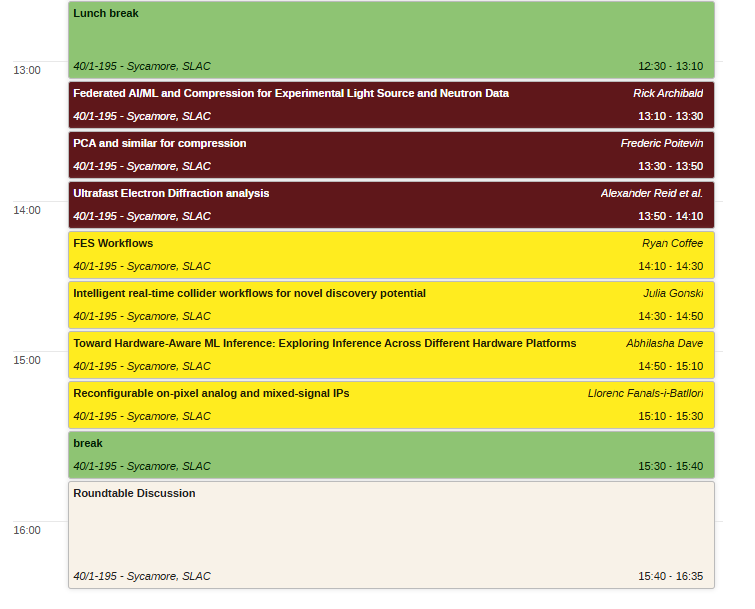 Lunch break
40/1-195 - Sycamore, SLAC 12:30 - 13:10
13:00
Federated AI/ML and Compression for Experimental Light Source and Neutron Data Rick Archibald
40/1-195 - Sycamore, SLAC 13:10 - 13:30
PCA and similar for compression Frederic Poitevin
40/1-195 - Sycamore, SLAC 13:30 - 13:50
Ultrafast Electron Diffraction analysis Alexander Reid et al.
14:00
40/1-195 - Sycamore, SLAC 13:50 - 14:10
FES Workflows Ryan Coffee
40/1-195 - Sycamore, SLAC 14:10 - 14:30
Intelligent real-time collider workflows for novel discovery potential Julia Gonski
40/1-195 - Sycamore, SLAC 14:30 - 14:50
Toward Hardware-Aware ML Inference: Exploring Inference Across Different Hardware Platforms Abhilasha Dave
15:00
40/1-195 - Sycamore, SLAC 14:50 - 15:10
Reconfigurable on-pixel analog and mixed-signal IPs Llorenc Fanals-i-Batllori
40/1-195 - Sycamore, SLAC 15:10 - 15:30
break
40/1-195 - Sycamore, SLAC 15:30 - 15:40
Roundtable Discussion
16:00
40/1-195 - Sycamore, SLAC 15:40 - 16:35